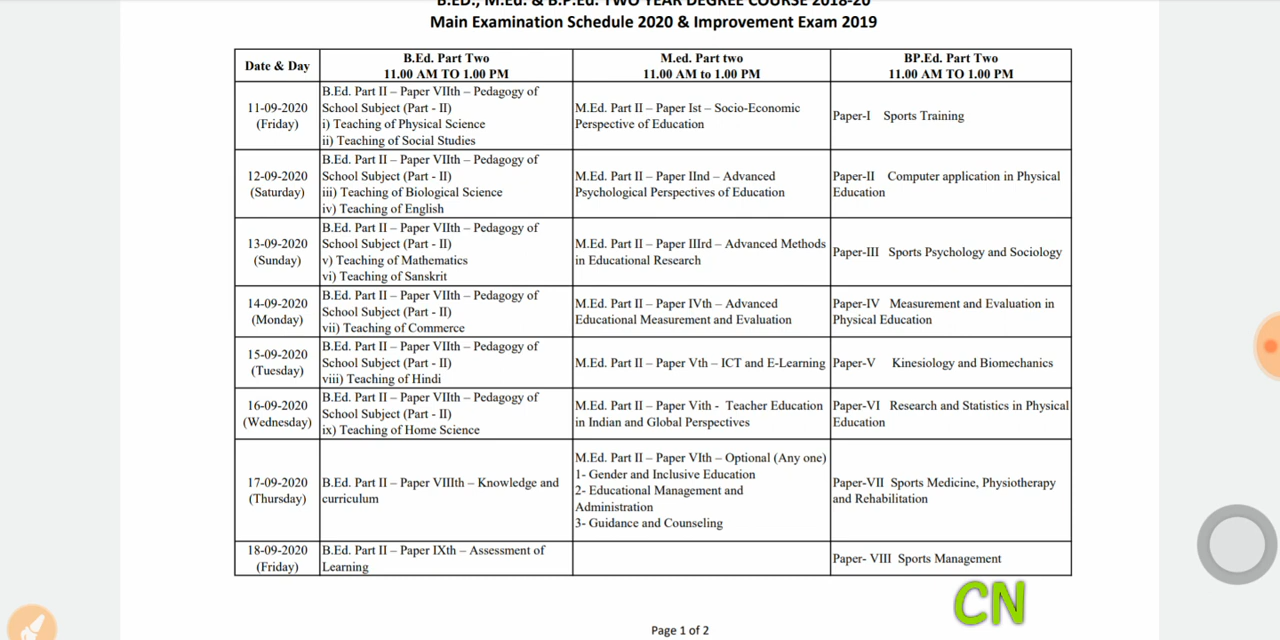 B.ED., M.Ed. & B.P.Ed. TWO YEAR DEGREE COURSE 2018-20
Main Examination Schedule 2020 & Improvement Exam 2019
Date & Day
B.Ed. Part Two
11.00 AM TO 1.00 PM
M.ed. Part two
11.00 AM to 1.00 PM
BP.Ed. Part Two
11.00 AM TO 1.00 PM
11-09-2020
(Friday)
B.Ed. Part II – Paper VIIth – Pedagogy of
School Subject (Part - II)
i) Teaching of Physical Science
ii) Teaching of Social Studies
M.Ed. Part II – Paper Ist – Socio-Economic
Perspective of Education
Paper-I Sports Training
12-09-2020
(Saturday)
B.Ed. Part II – Paper VIIth – Pedagogy of
School Subject (Part - II)
iii) Teaching of Biological Science
iv) Teaching of English
M.Ed. Part II – Paper IInd – Advanced
Psychological Perspectives of Education
Paper-II Computer application in Physical
Education
13-09-2020
(Sunday)
B.Ed. Part II – Paper VIIth – Pedagogy of
School Subject (Part - II)
v) Teaching of Mathematics
vi) Teaching of Sanskrit
M.Ed. Part II – Paper IIIrd – Advanced Methods
in Educational Research
Paper-III Sports Psychology and Sociology
14-09-2020
(Monday)
B.Ed. Part II – Paper VIIth – Pedagogy of
School Subject (Part - II)
vii) Teaching of Commerce
M.Ed. Part II – Paper IVth – Advanced
Educational Measurement and Evaluation
Paper-IV Measurement and Evaluation in
Physical Education
15-09-2020
(Tuesday)
B.Ed. Part II – Paper VIIth – Pedagogy of
School Subject (Part - II)
viii) Teaching of Hindi
M.Ed. Part II – Paper Vth – ICT and E-Learning
Paper-V Kinesiology and Biomechanics
16-09-2020
(Wednesday)
B.Ed. Part II – Paper VIIth – Pedagogy of
School Subject (Part - II)
ix) Teaching of Home Science
M.Ed. Part II – Paper Vith - Teacher Education
in Indian and Global Perspectives
Paper-VI Research and Statistics in Physical
Education
17-09-2020
(Thursday)
B.Ed. Part II – Paper VIIIth – Knowledge and
curriculum
M.Ed. Part II – Paper VIth – Optional (Any one)
1- Gender and Inclusive Education
2- Educational Management and
Administration
3- Guidance and Counseling
Paper-VII Sports Medicine, Physiotherapy
and Rehabilitation
18-09-2020
(Friday)
B.Ed. Part II – Paper IXth – Assessment of
Learning
Paper- VIII Sports Management
CN
Page 1 of 2